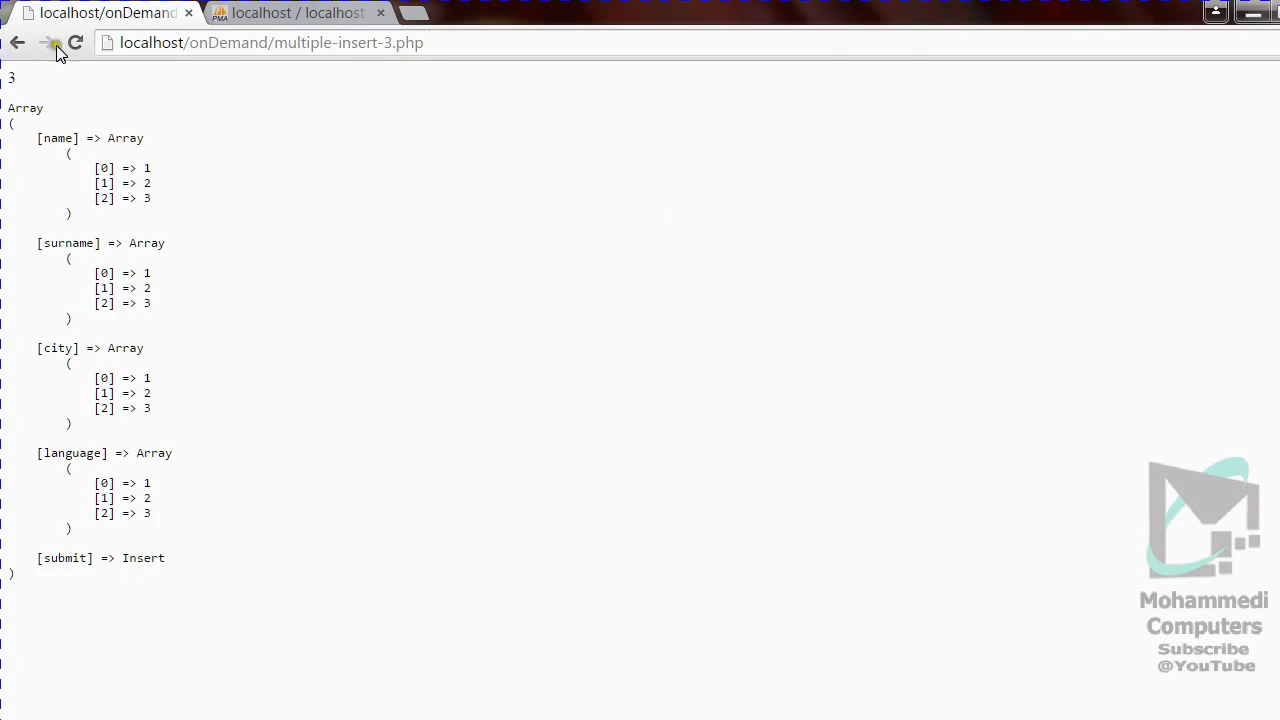 localhost/onDemand
localhost / localhost
localhost/onDemand/multiple-insert-3.php
3
Array
(
[name] => Array
(
[0] => 1
[1] => 2
[2] => 3
)
[surname] => Array
(
[0] => 1
[1] => 2
[2] => 3
)
[city] => Array
(
[0] => 1
[1] => 2
[2] => 3
)
[language] => Array
(
[0] => 1
[1] => 2
[2] => 3
)
[submit] => Insert
)
PMA
Mohammedi
Computers
Subscribe
@YouTube